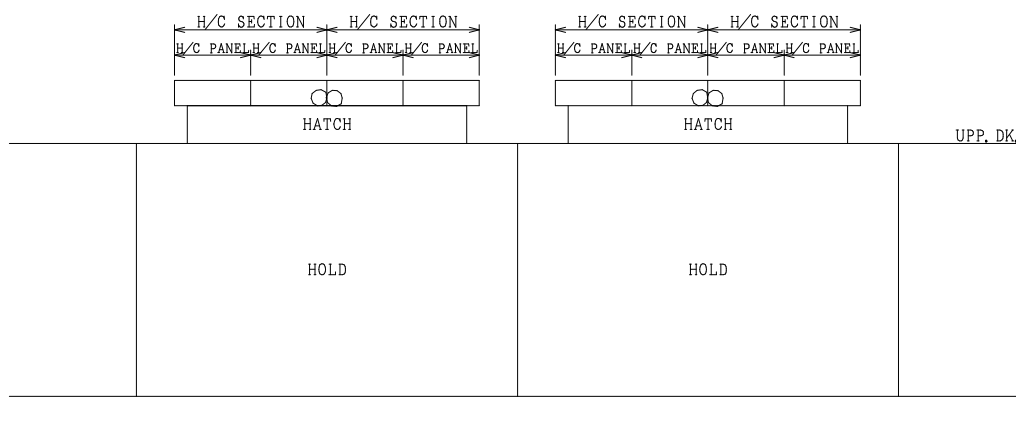 H/C SECTION H/C SECTION H/C SECTION H/C SECTION
H/C PANEL H/C PANEL H/C PANEL H/C PANEL H/C PANEL H/C PANEL H/C PANEL H/C PANEL
HATCH HATCH
UPP. DK.
HOLD HOLD